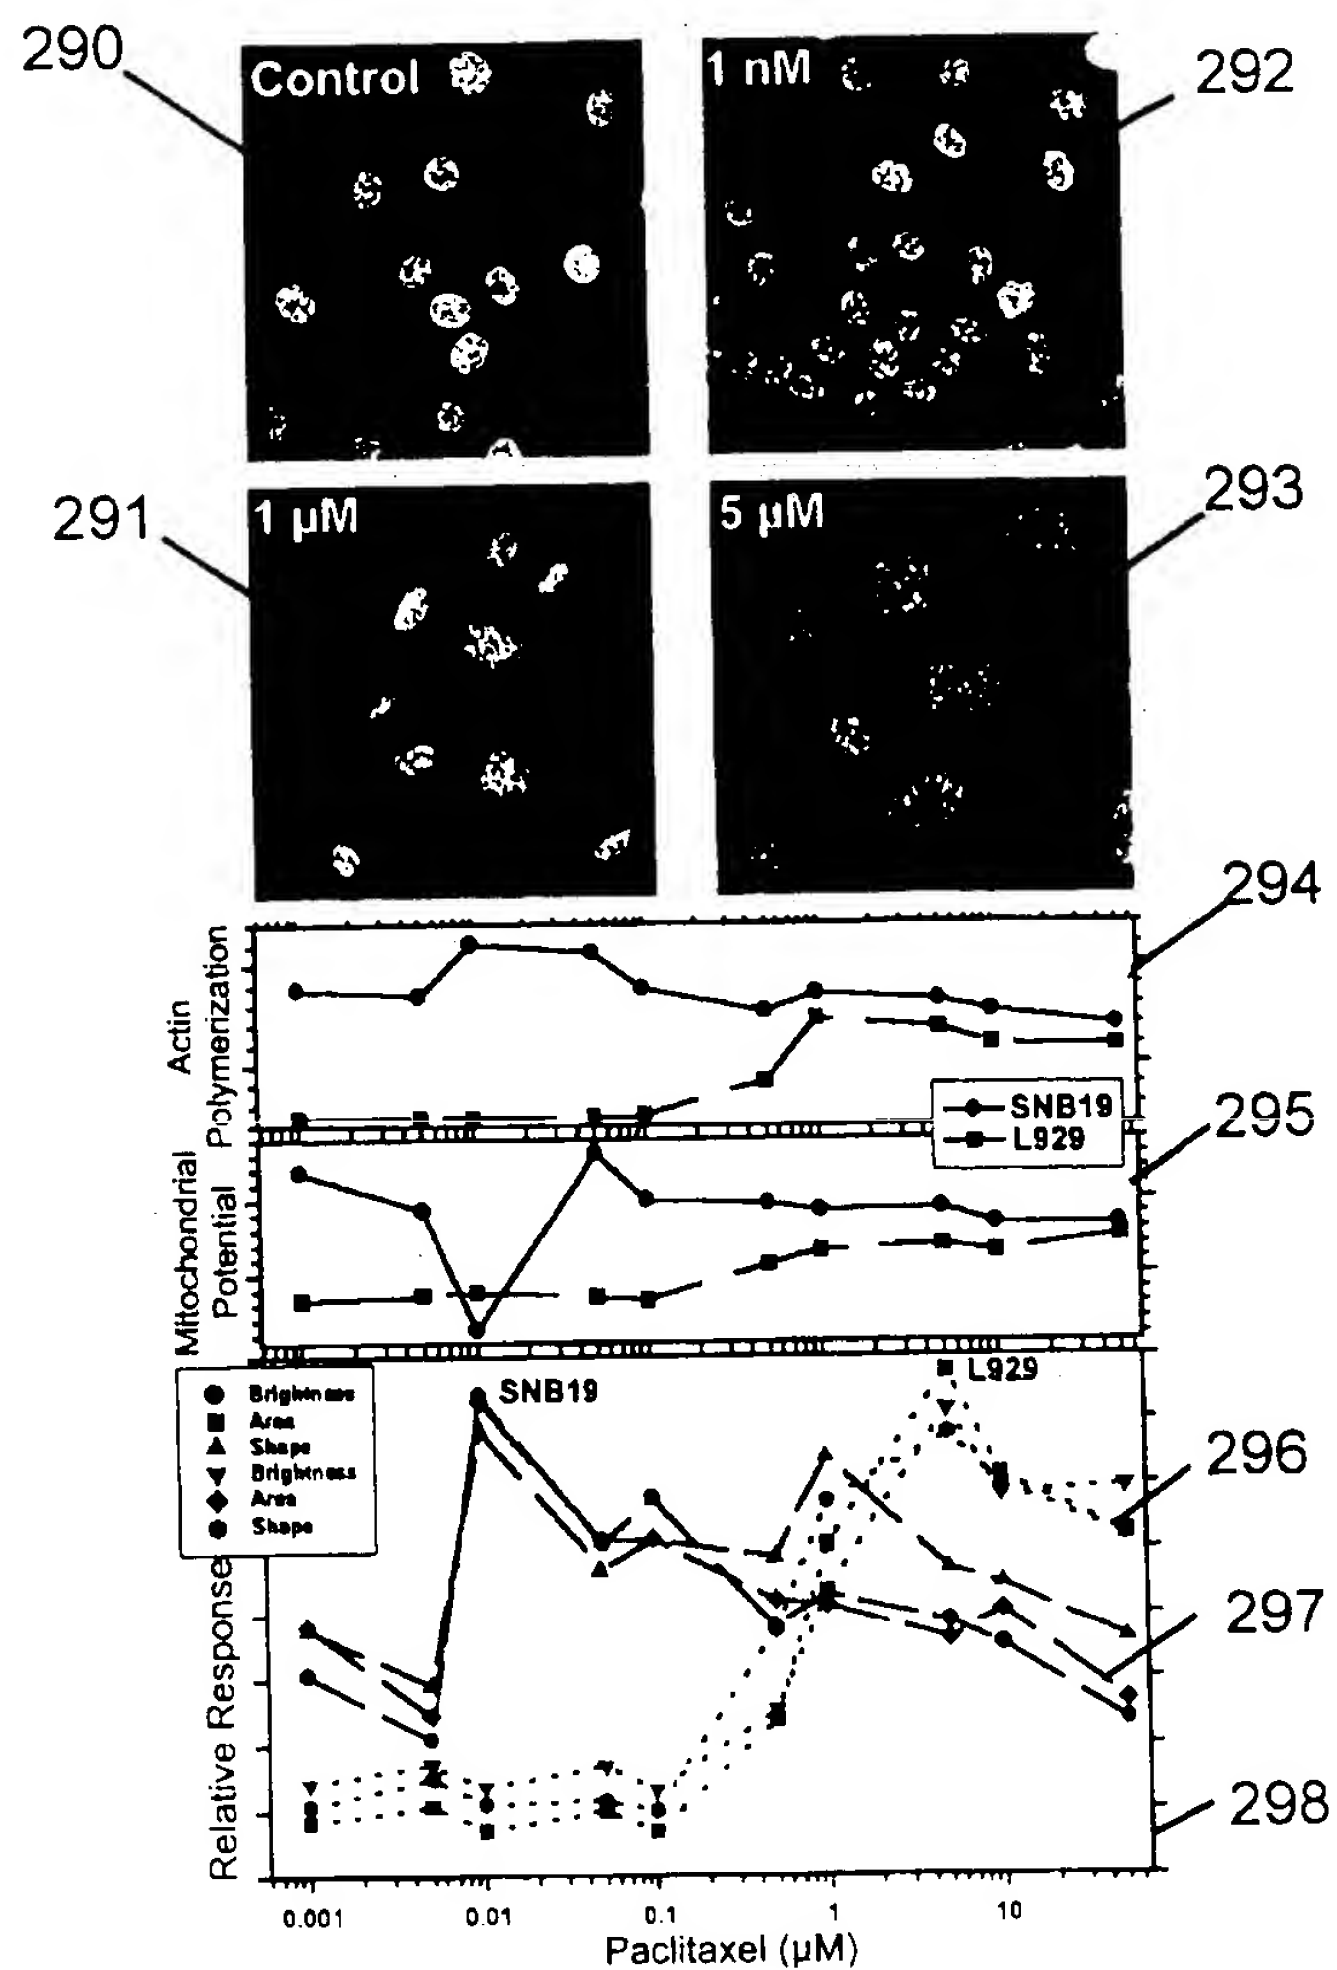 290
Control
1 nM
292
291
1 µM
5 µM
293
294
Actin
Polymerization
SNB19
L929
295
Mitochondrial
Potential
Brightness
Area
Shape
Brightness
Area
Shape
SNB19
L929
296
297
298
Relative Response
0.001
0.01
0.1
1
10
Paclitaxel (µM)